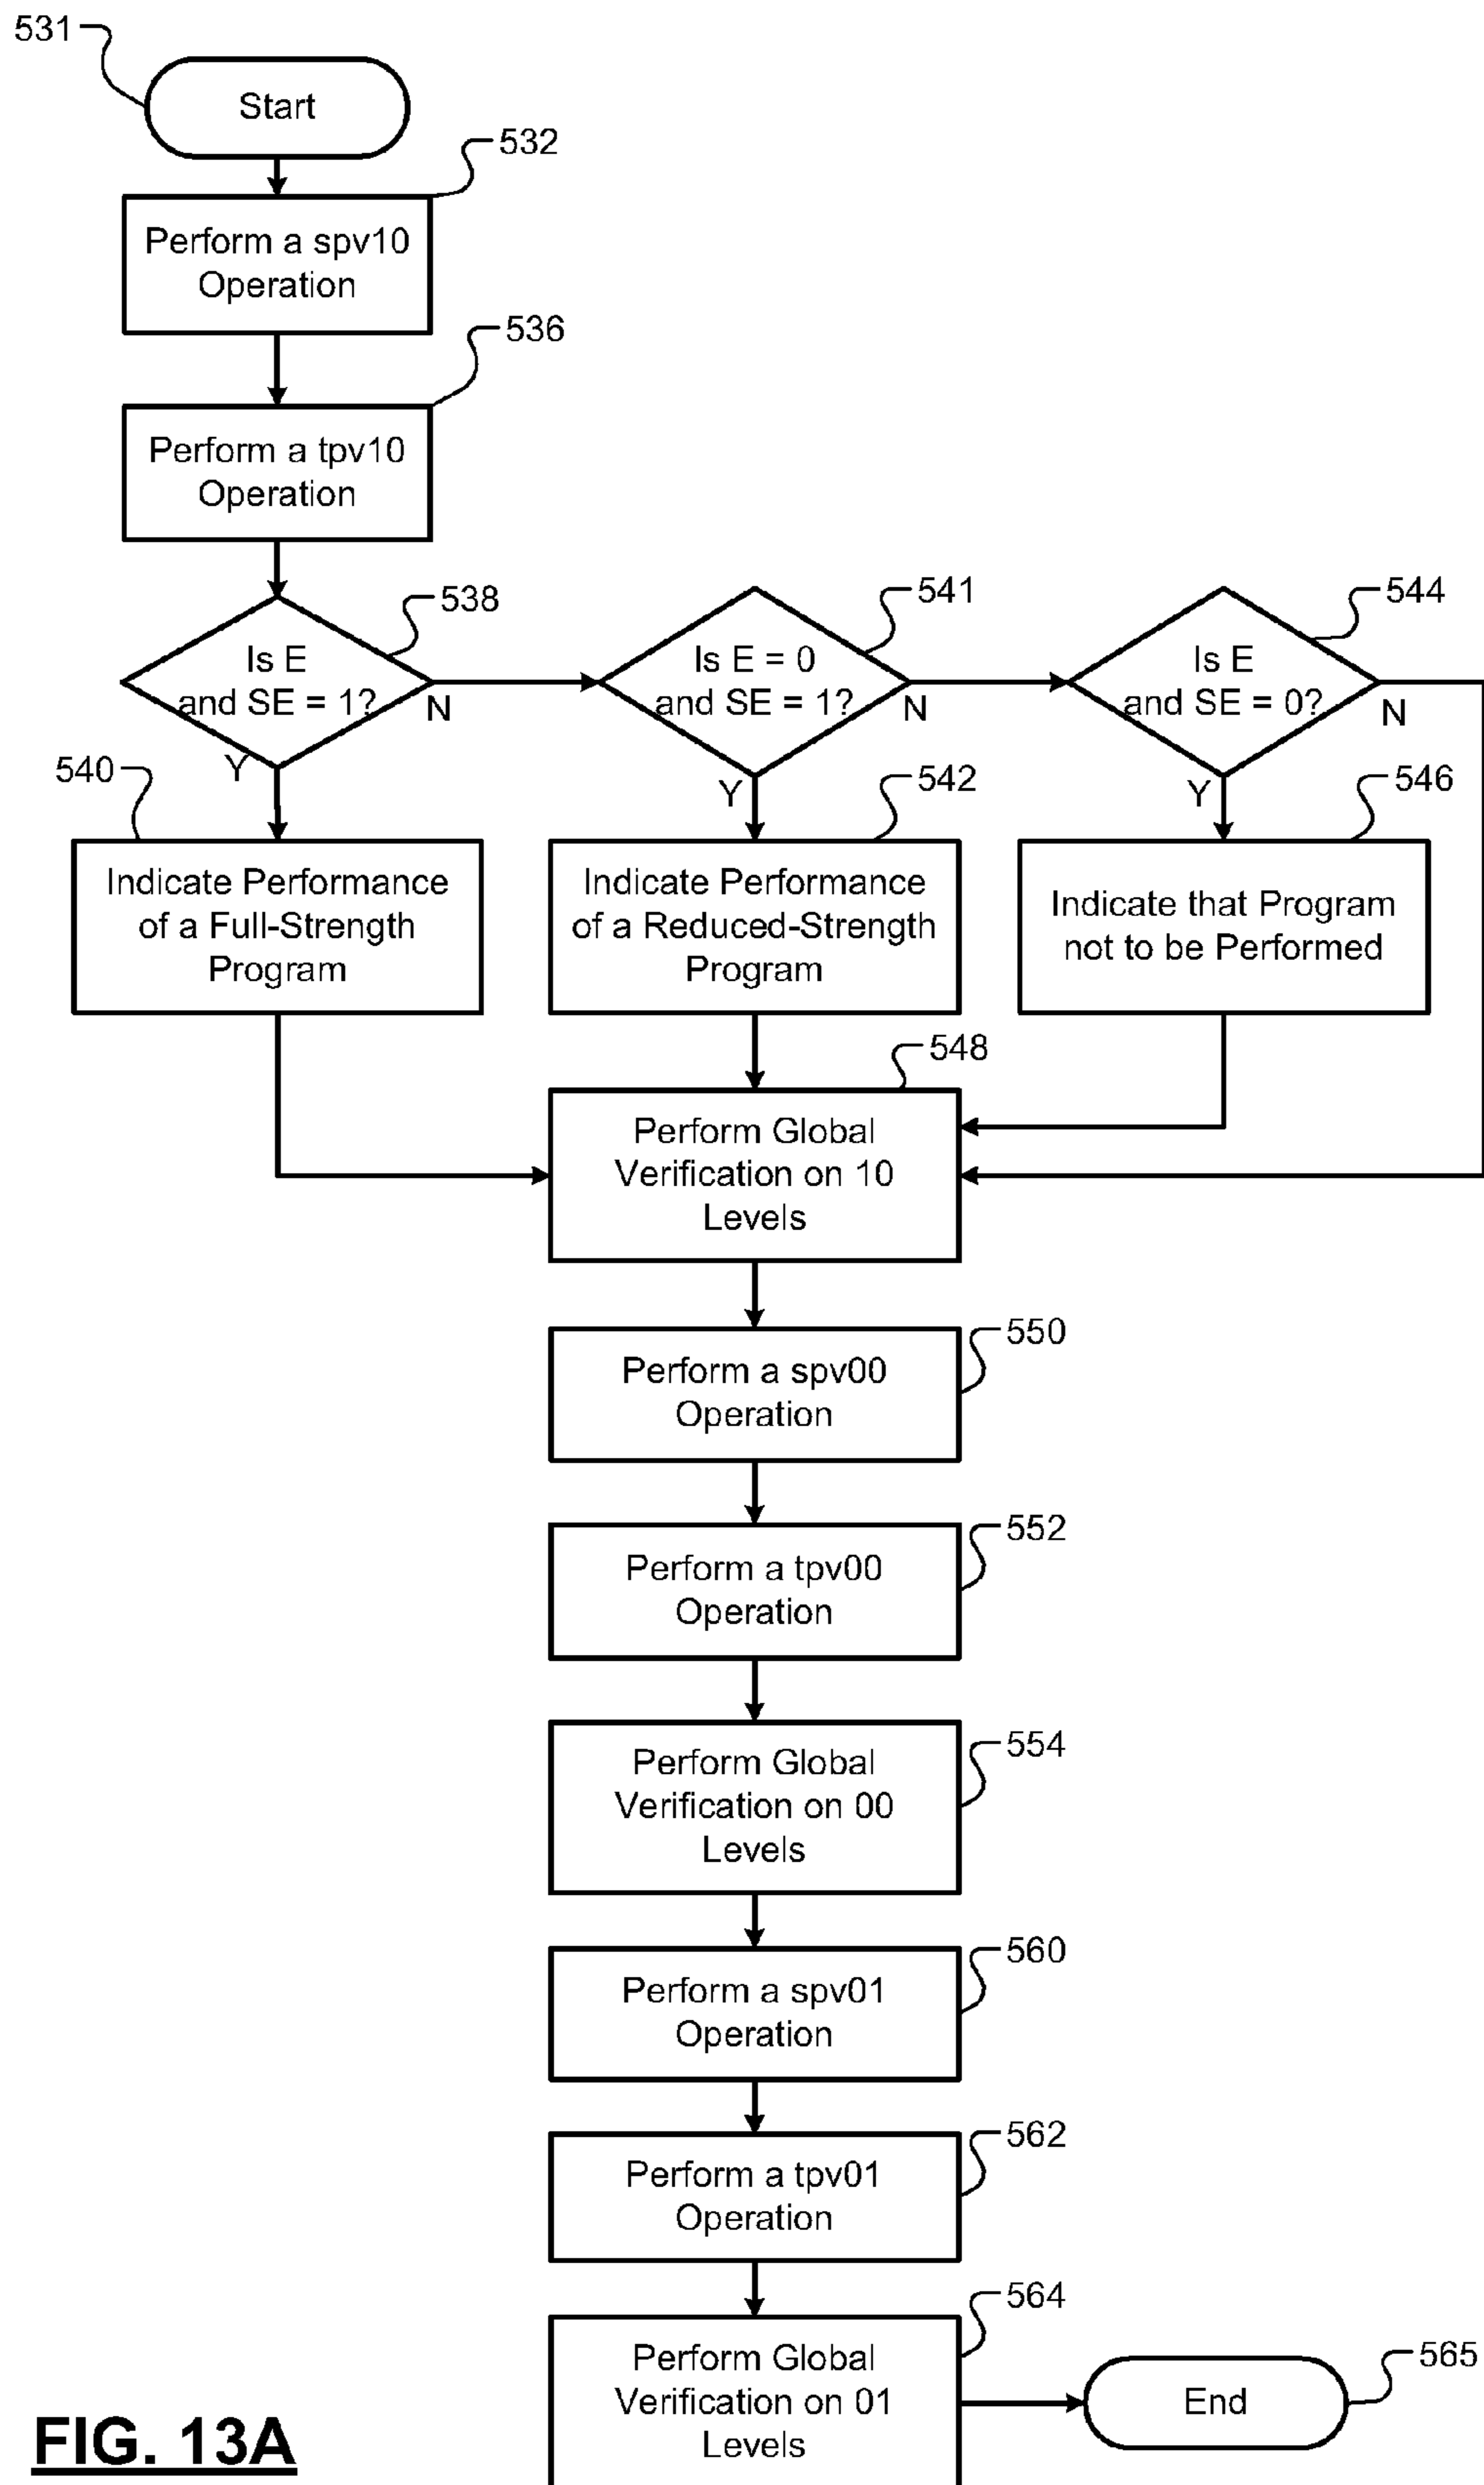 531
Start
532
Perform a spv10
Operation
536
Perform a tpv10
Operation
538
Is E
and SE = 1?
N
Y
541
Is E = 0
and SE = 1?
N
Y
544
Is E
and SE = 0?
N
Y
540
Indicate Performance
of a Full-Strength
Program
542
Indicate Performance
of a Reduced-Strength
Program
546
Indicate that Program
not to be Performed
548
Perform Global
Verification on 10
Levels
550
Perform a spv00
Operation
552
Perform a tpv00
Operation
554
Perform Global
Verification on 00
Levels
560
Perform a spv01
Operation
562
Perform a tpv01
Operation
564
Perform Global
Verification on 01
Levels
End
565
FIG. 13A